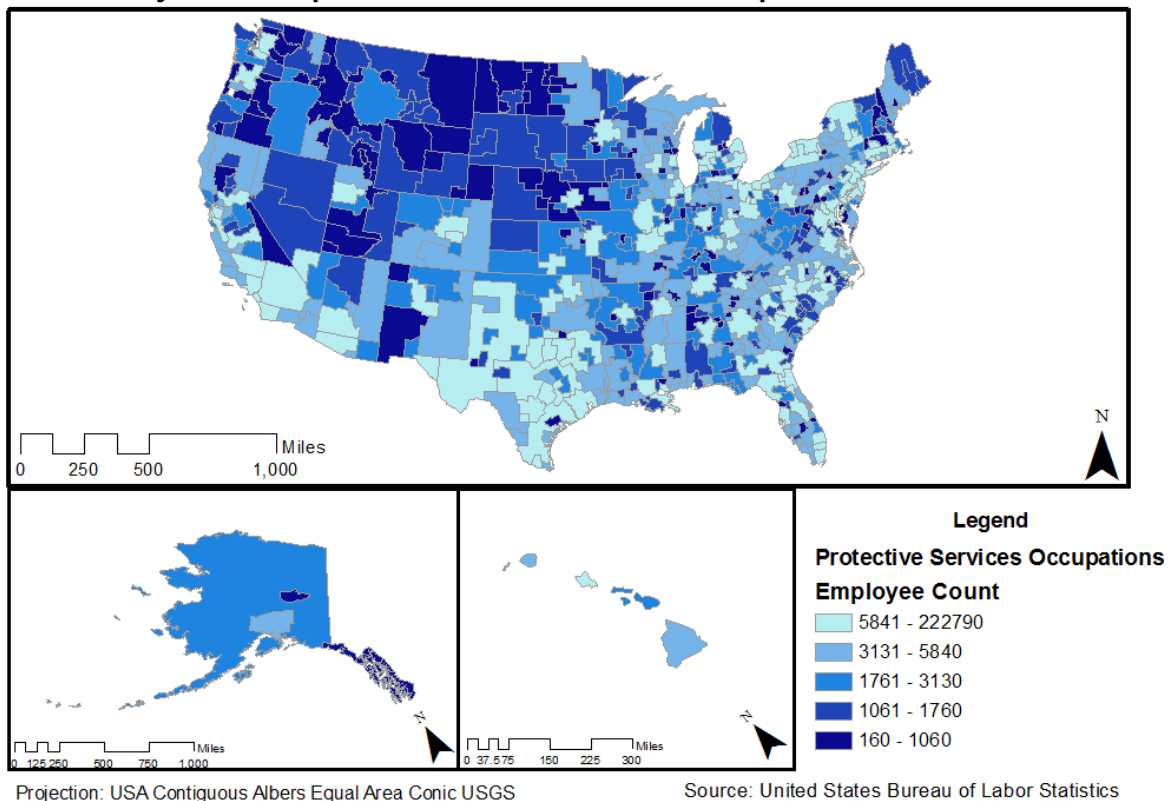 N
Miles
0 250 500 1,000
N
Miles
0 125 250 500 750 1,000
N
Miles
0 37.5 75 150 225 300
Legend
Protective Services Occupations
Employee Count
5841 - 222790
3131 - 5840
1761 - 3130
1061 - 1760
160 - 1060
Projection: USA Contiguous Albers Equal Area Conic USGS
Source: United States Bureau of Labor Statistics